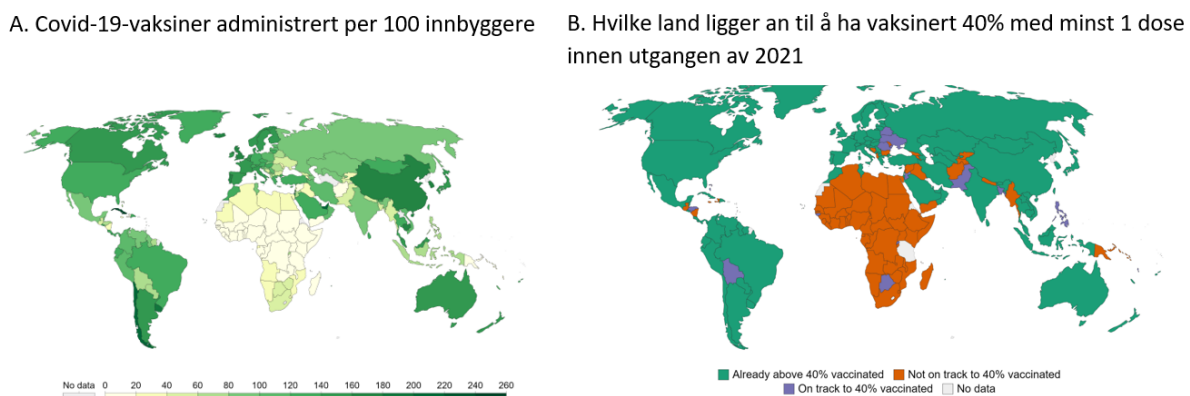 A. Covid-19-vaksiner administrert per 100 innbyggere
B. Hvilke land ligger an til å ha vaksinert 40% med minst 1 dose
innen utgangen av 2021
No data 0 20 40 60 80 100 120 140 160 180 200 220 240 260
Already above 40% vaccinated Not on track to 40% vaccinated
On track to 40% vaccinated No data